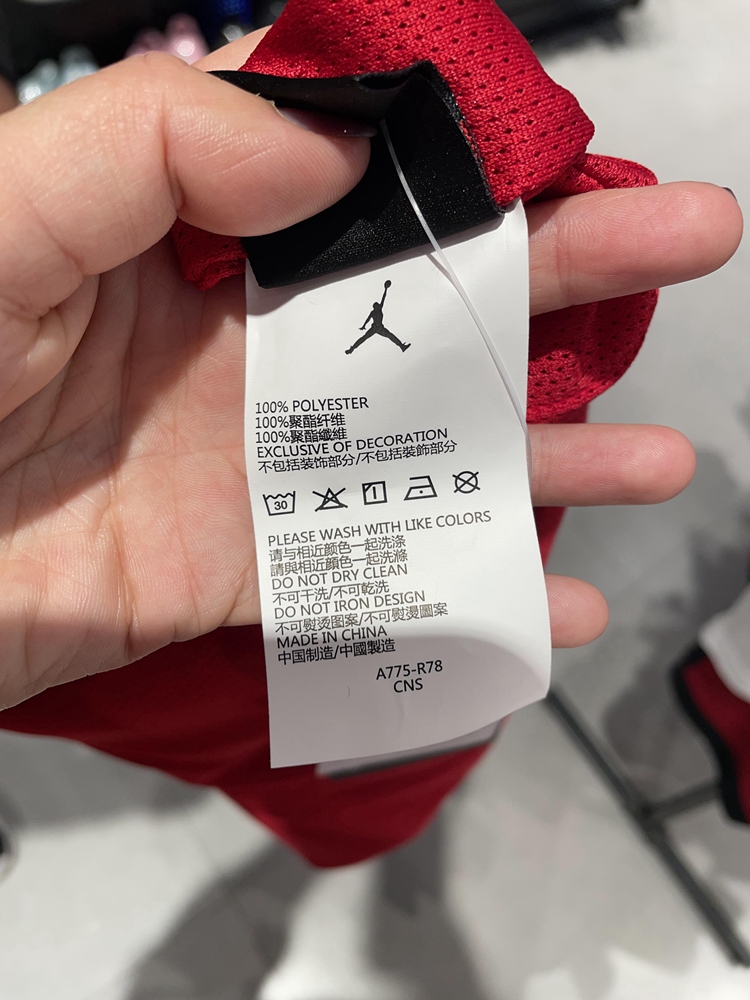 100% POLYESTER
100%聚酯纤维
100%聚酯纖維
EXCLUSIVE OF DECORATION
不包括装饰部分/不包括裝飾部分
30
PLEASE WASH WITH LIKE COLORS
请与相近颜色一起洗涤
請與相近顏色一起洗滌
DO NOT DRY CLEAN
不可干洗/不可乾洗
DO NOT IRON DESIGN
不可熨烫图案/不可熨燙圖案
MADE IN CHINA
中国制造/中國製造
A775-R78
CNS